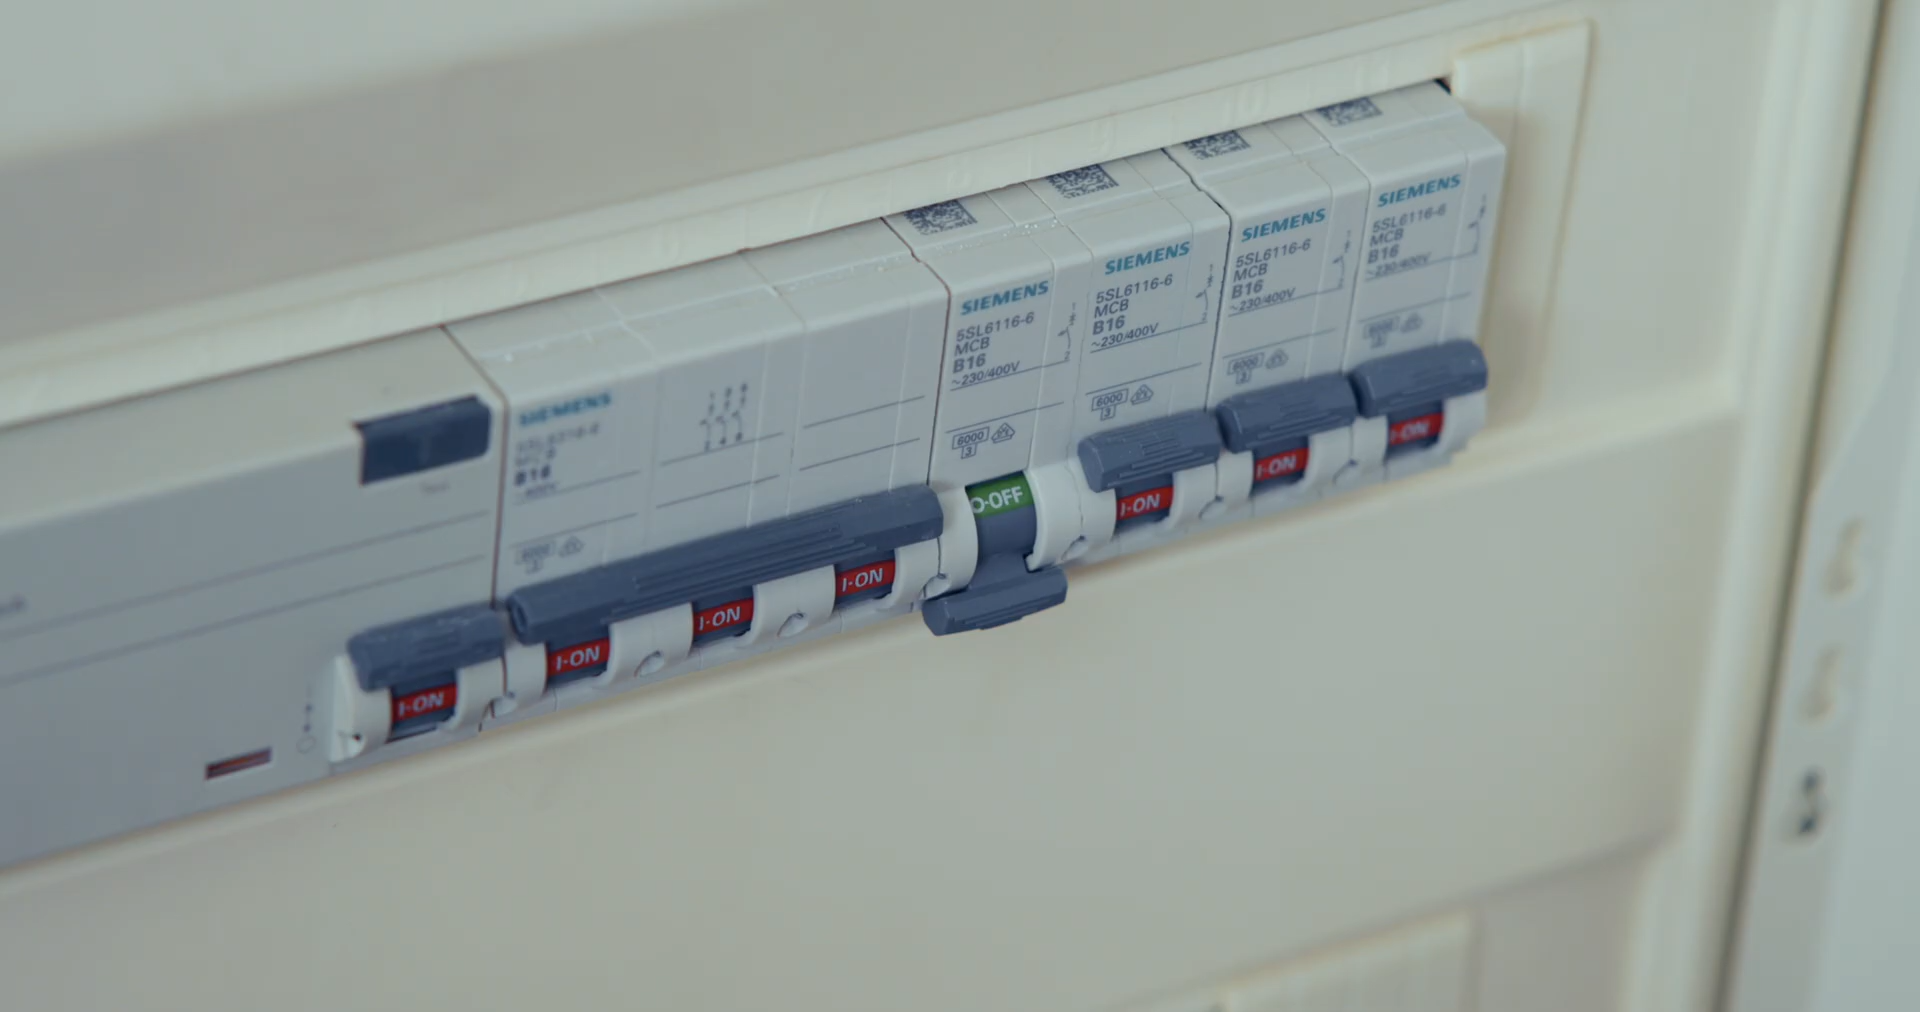 SIEMENS
B16
6000
3
I-ON
I-ON
I-ON
I-ON
SIEMENS
5SL6116-6
MCB
B16
~230/400V
6000
3
O-OFF
SIEMENS
5SL6116-6
MCB
B16
~230/400V
6000
3
I-ON
SIEMENS
5SL6116-6
MCB
B16
~230/400V
6000
3
I-ON
SIEMENS
5SL6116-6
MCB
B16
~230/400V
6000
3
I-ON